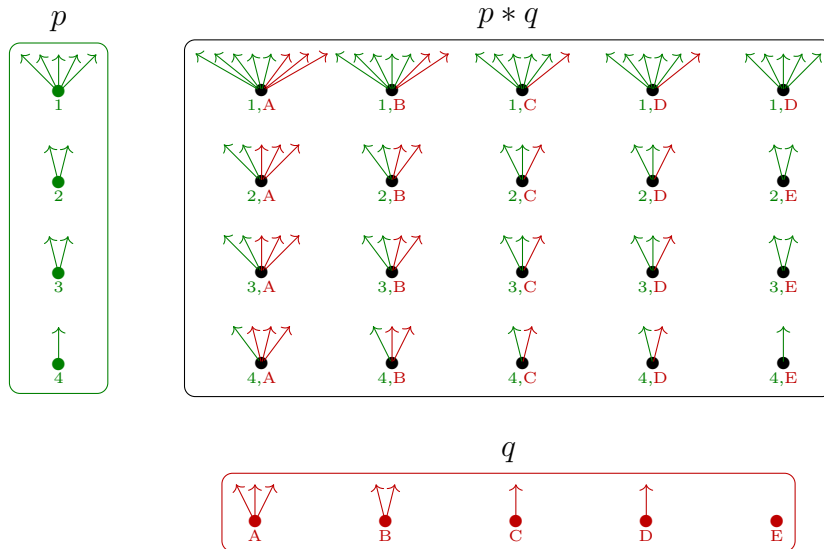 p
p * q
1
1,A 1,B 1,C 1,D 1,D
2
2,A 2,B 2,C 2,D 2,E
3
3,A 3,B 3,C 3,D 3,E
4
4,A 4,B 4,C 4,D 4,E
q
A B C D E